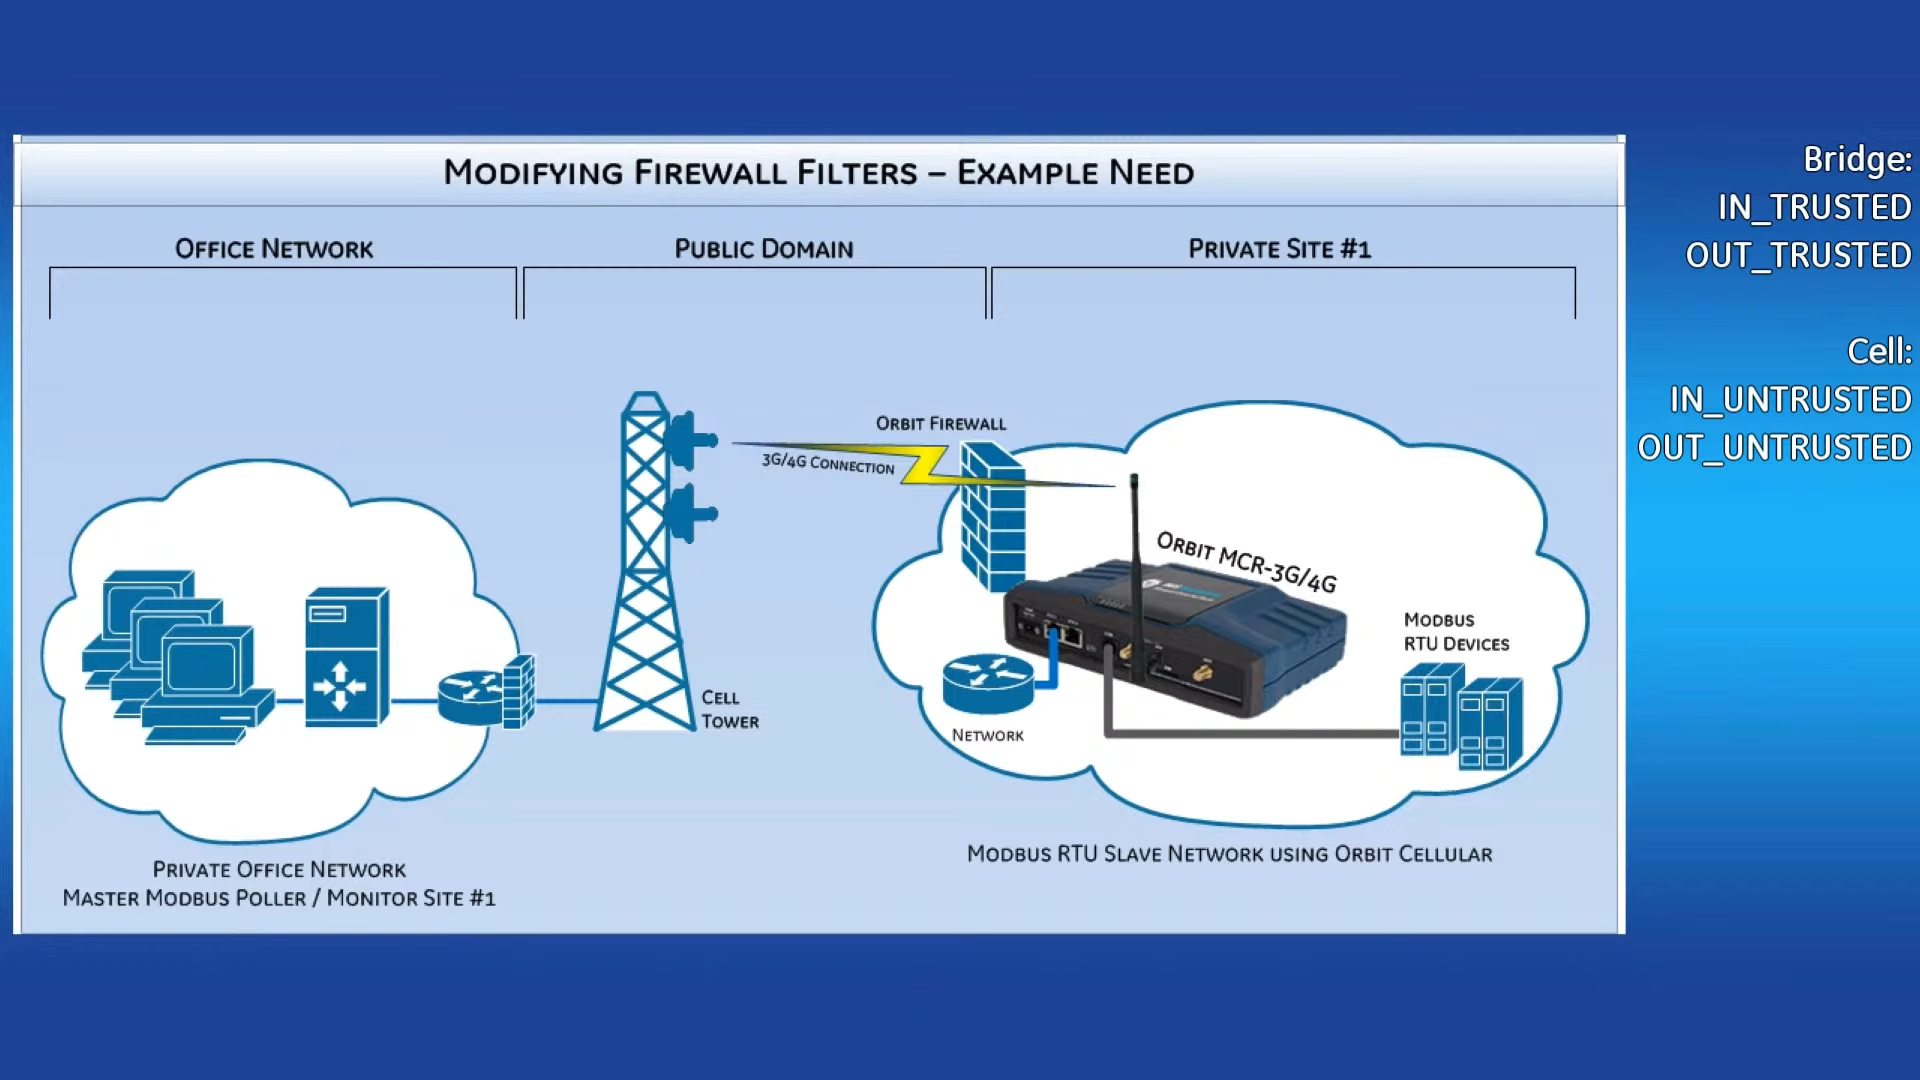 MODIFYING FIREWALL FILTERS – EXAMPLE NEED
OFFICE NETWORK
PUBLIC DOMAIN
PRIVATE SITE #1
Bridge:
IN_TRUSTED
OUT_TRUSTED
Cell:
IN_UNTRUSTED
OUT_UNTRUSTED
ORBIT FIREWALL
3G/4G CONNECTION
ORBIT MCR-3G/4G
MODBUS
RTU DEVICES
CELL
TOWER
NETWORK
MODBUS RTU SLAVE NETWORK USING ORBIT CELLULAR
PRIVATE OFFICE NETWORK
MASTER MODBUS POLLER / MONITOR SITE #1